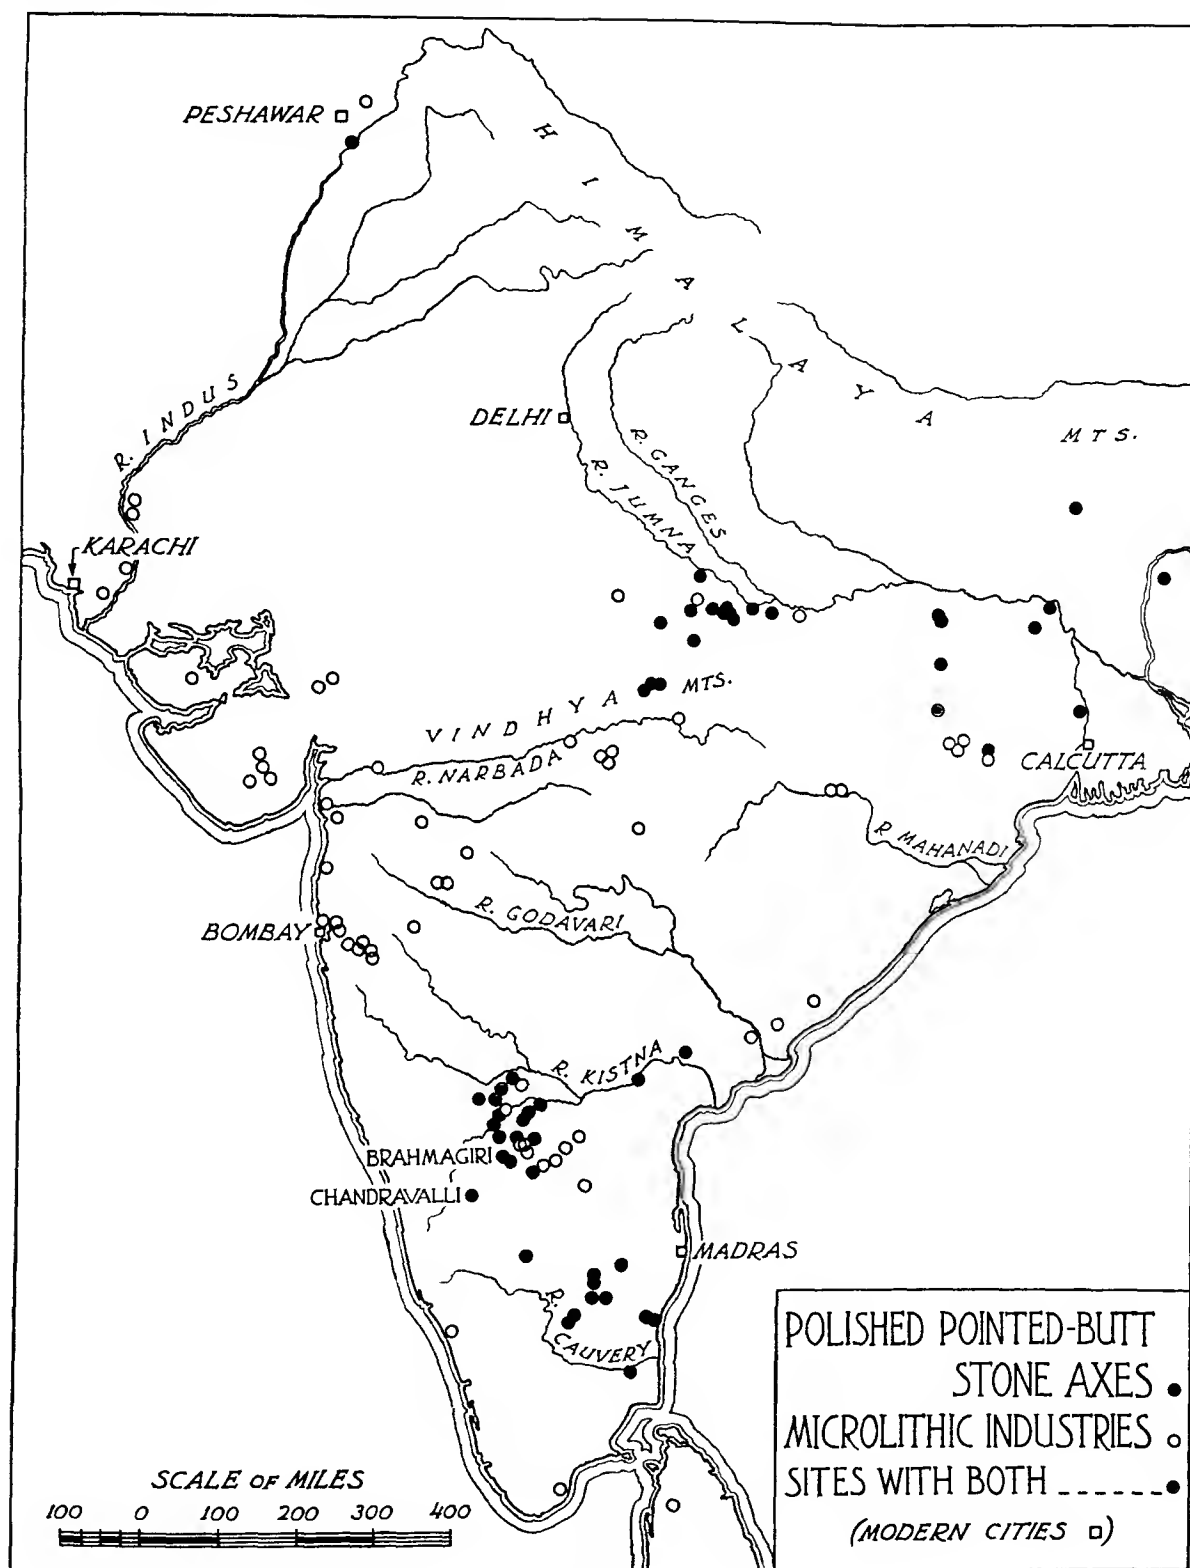 PESHAWAR
HIMALAYA
MTS.
R. INDUS
DELHI
R. GANGES
R. JUMNA
KARACHI
VINDHYA MTS.
R. NARBADA
CALCUTTA
R. MAHANADI
R. GODAVARI
BOMBAY
R. KISTNA
BRAHMAGIRI
CHANDRAVALLI
MADRAS
R. CAUVERY
POLISHED POINTED-BUTT
STONE AXES
MICROLITHIC INDUSTRIES
SITES WITH BOTH ------
(MODERN CITIES )
SCALE OF MILES
100 0 100 200 300 400